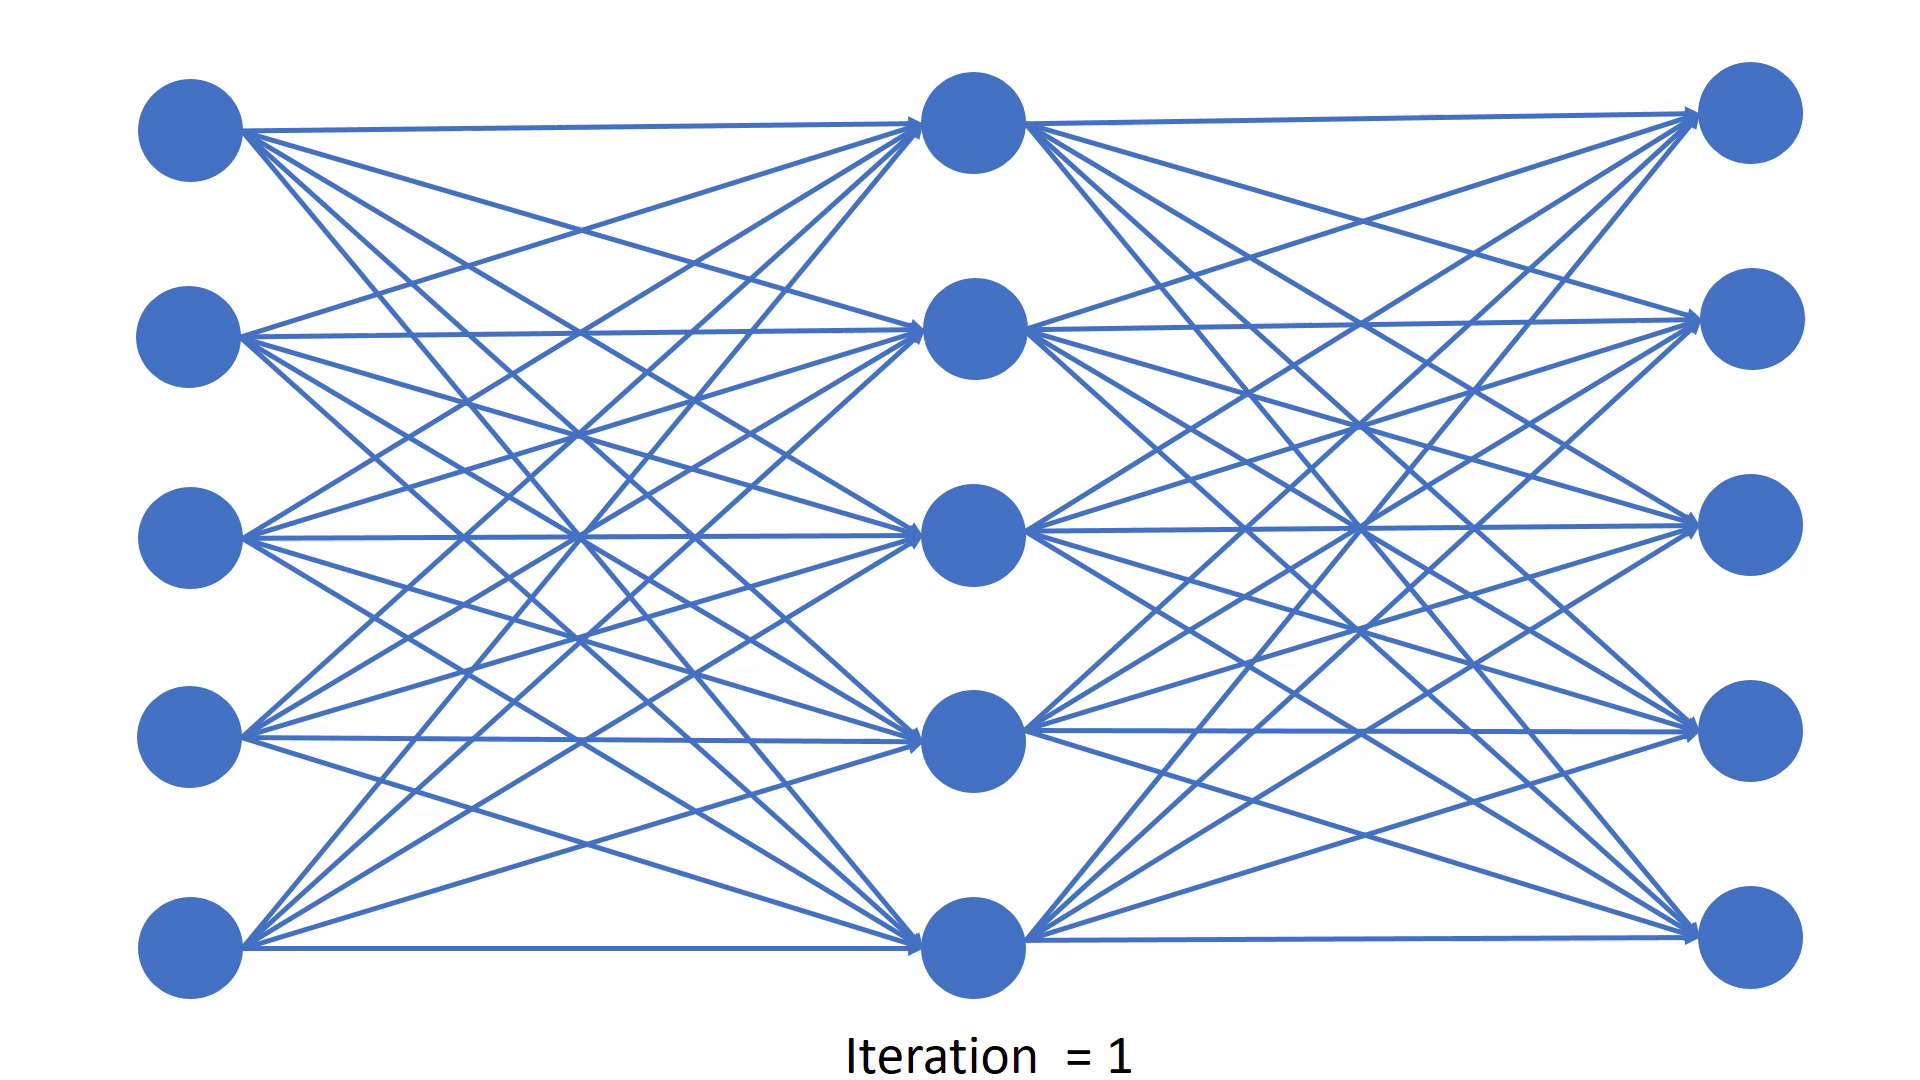 Iteration  = 1